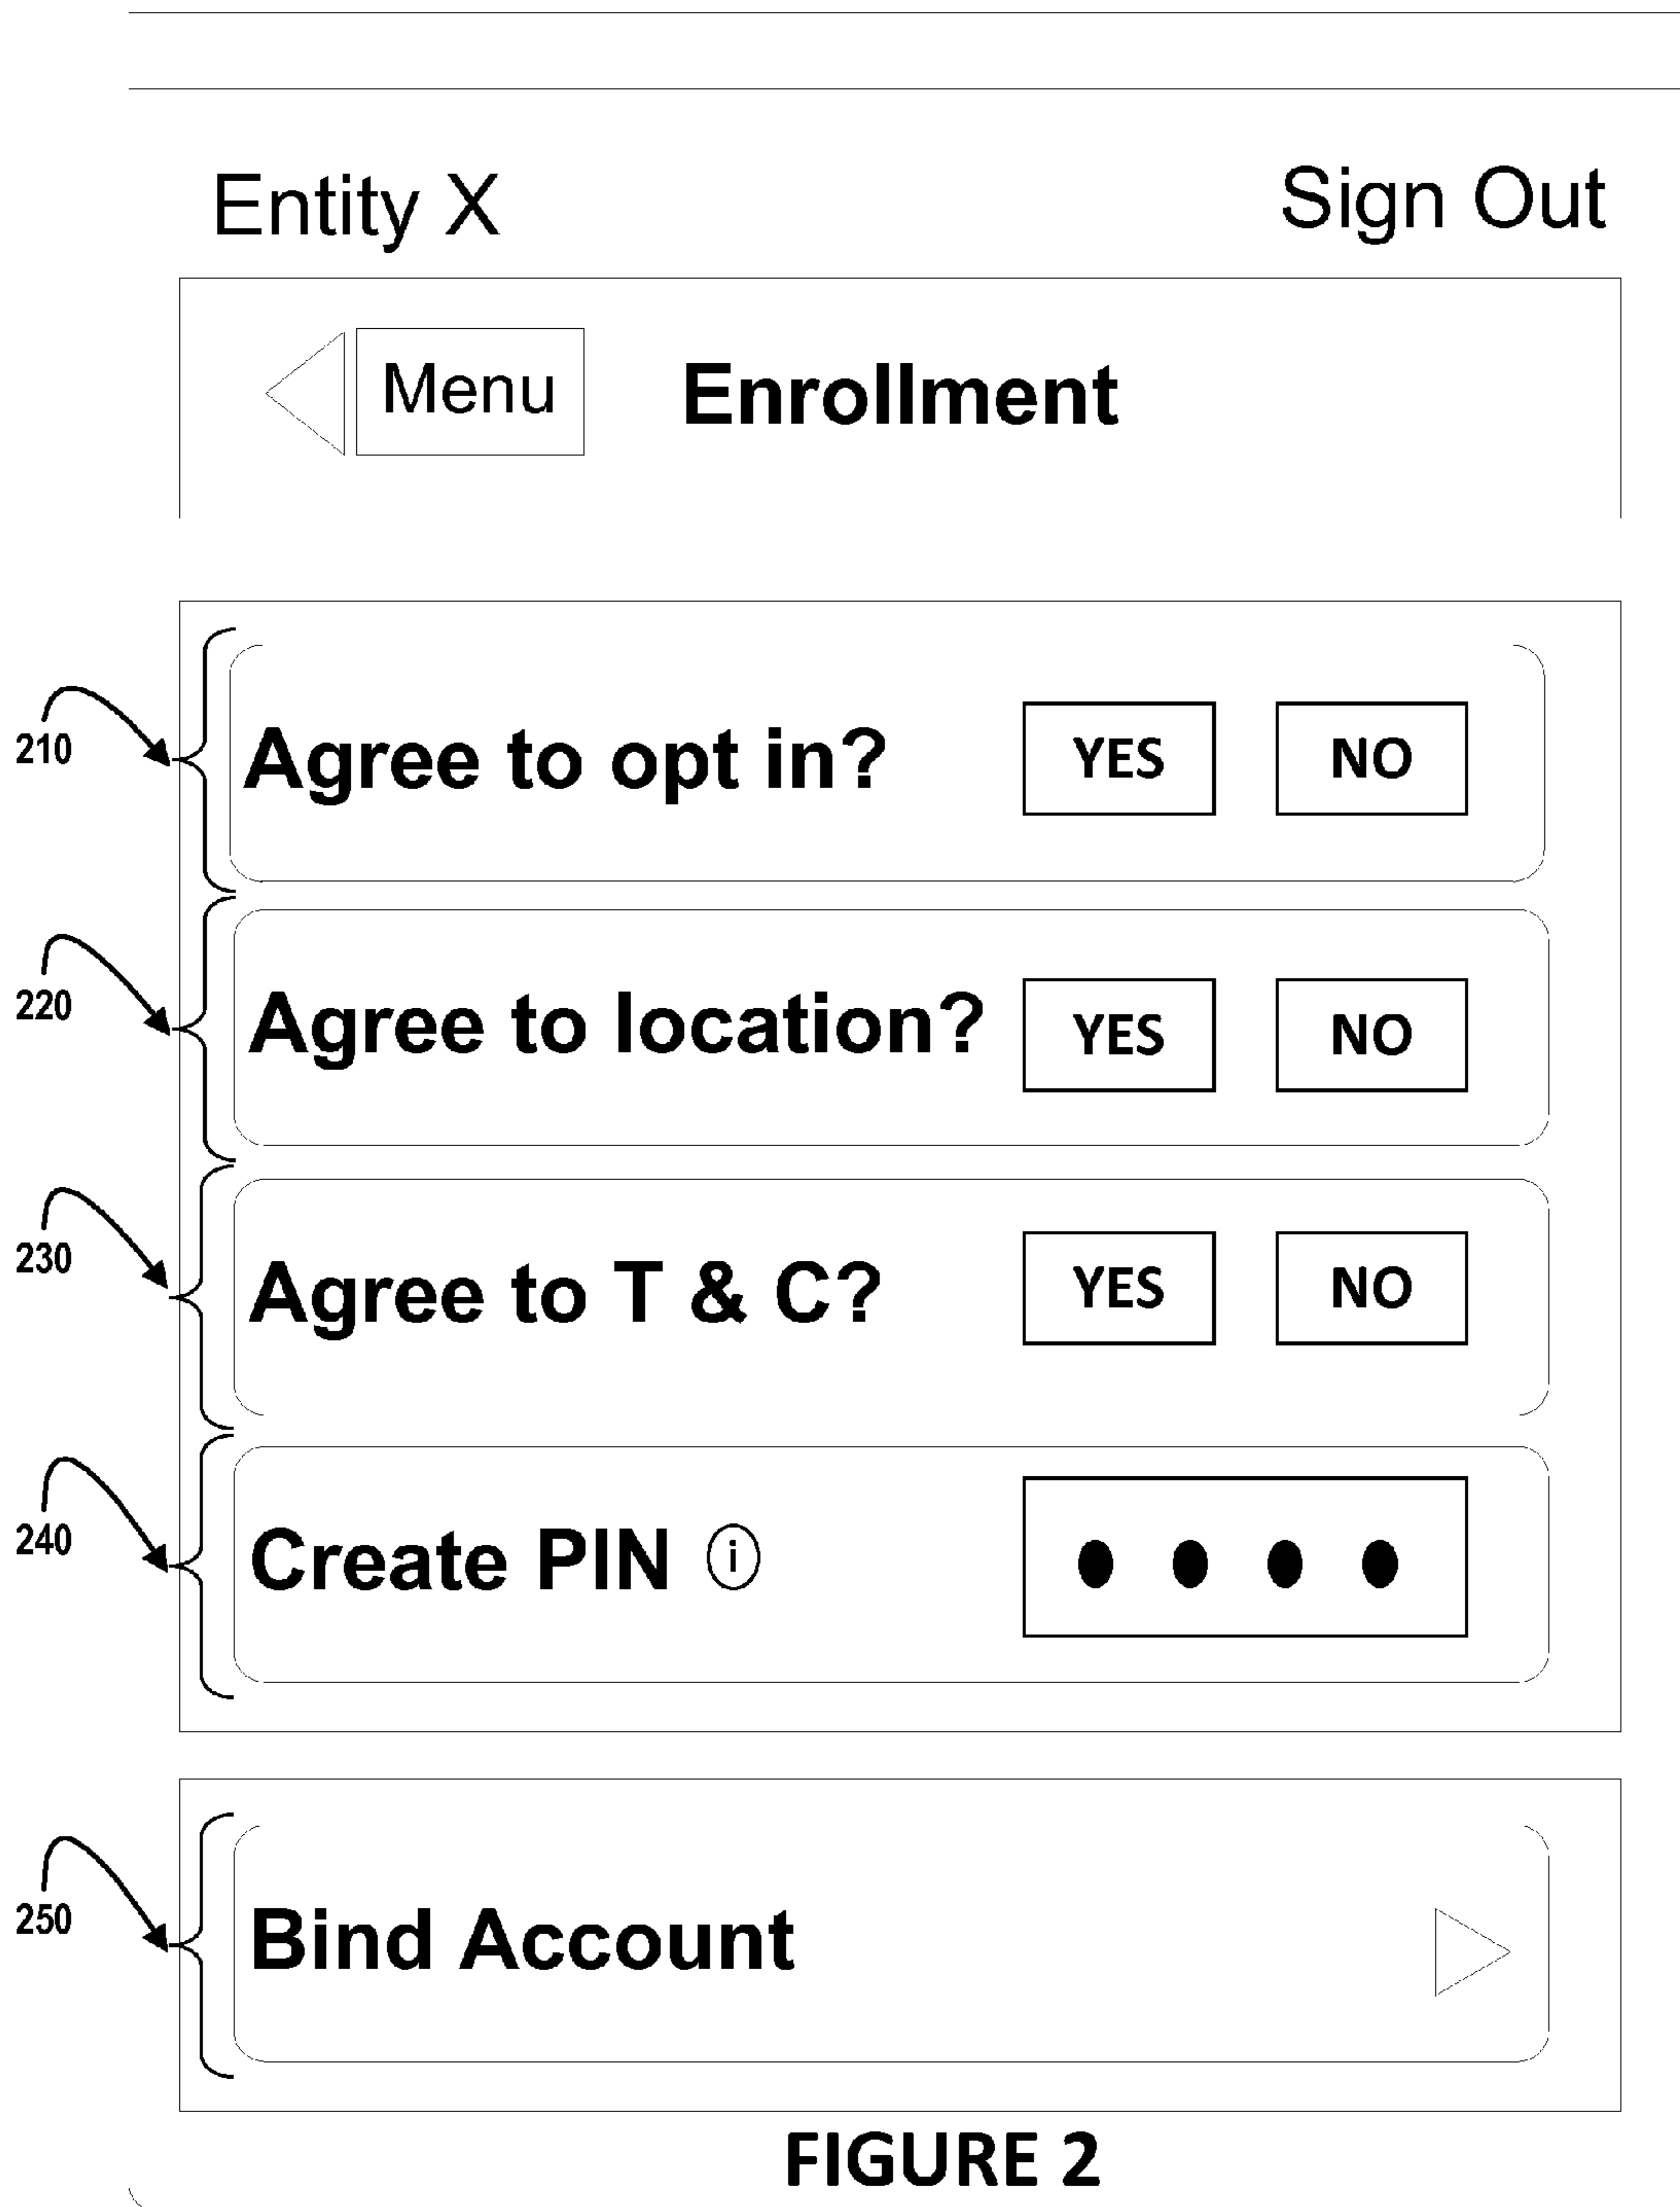 Entity X Sign Out
Menu Enrollment
210 Agree to opt in? YES NO
220 Agree to location? YES NO
230 Agree to T & C? YES NO
240 Create PIN i
250 Bind Account
FIGURE 2